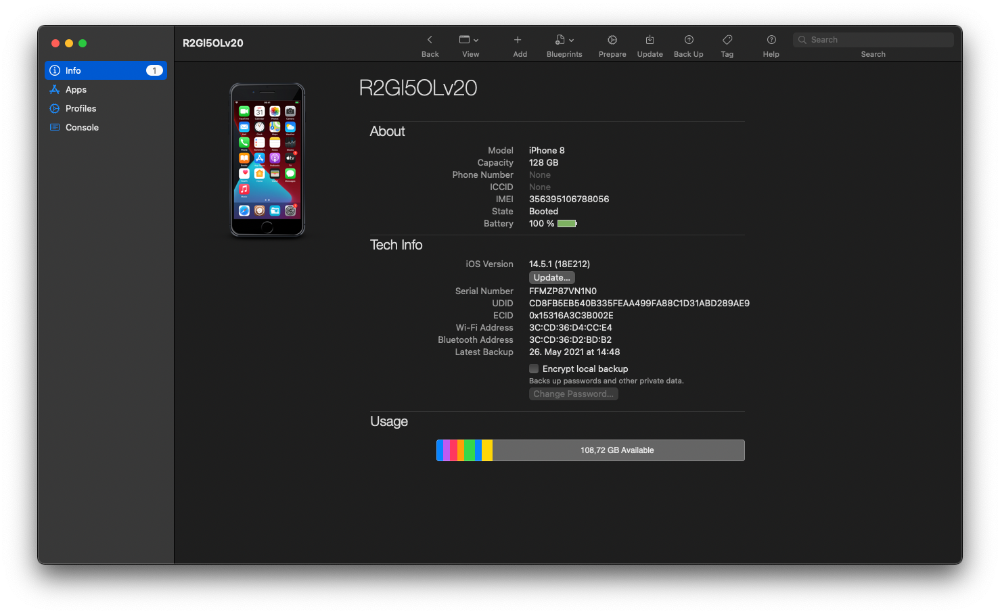 R2Gl5OLv20
Back
View
Add
Blueprints
Prepare
Update
Back Up
Tag
Help
Search
Search
Info 1
Apps
Profiles
Console
R2Gl5OLv20
About
Model iPhone 8
Capacity 128 GB
Phone Number None
ICCID None
IMEI 356395106788056
State Booted
Battery 100 %
Tech Info
iOS Version 14.5.1 (18E212)
Update...
Serial Number FFMZP87VN1N0
UDID CD8FB5EB540B335FEAA499FA88C1D31ABD289AE9
ECID 0x15316A3C3B002E
Wi-Fi Address 3C:CD:36:D4:CC:E4
Bluetooth Address 3C:CD:36:D2:BD:B2
Latest Backup 26. May 2021 at 14:48
Encrypt local backup
Backs up passwords and other private data.
Change Password...
Usage
108,72 GB Available